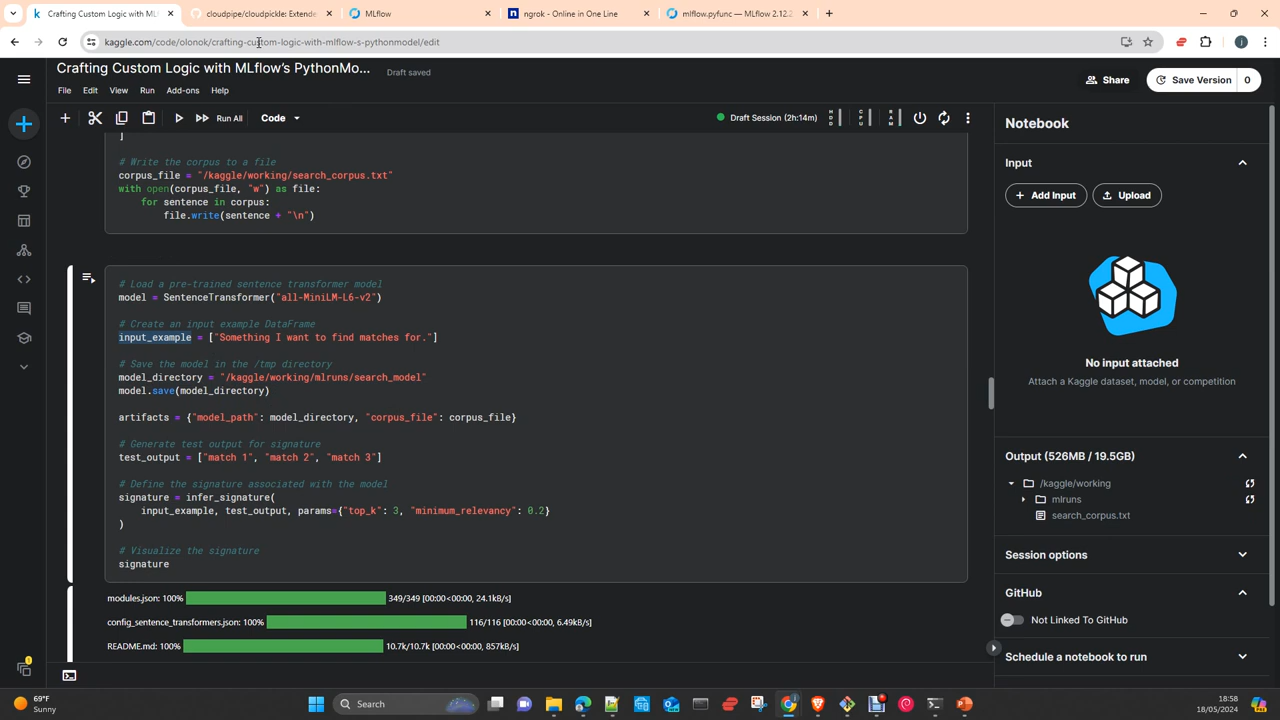 Crafting Custom Logic with ML
cloudpipe/cloudpickle: Extende
MLflow
ngrok - Online in One Line
mlflow.pyfunc — MLflow 2.12.2
kaggle.com/code/olonok/crafting-custom-logic-with-mlflow-s-pythonmodel/edit
Crafting Custom Logic with MLflow's PythonMo...
Draft saved
Share
Save Version
0
File
Edit
View
Run
Add-ons
Help
Run All
Code
Draft Session (2h:14m)
HDD
CPU
RAM
]
# Write the corpus to a file
corpus_file = "/kaggle/working/search_corpus.txt"
with open(corpus_file, "w") as file:
for sentence in corpus:
file.write(sentence + "\n")
# Load a pre-trained sentence transformer model
model = SentenceTransformer("all-MiniLM-L6-v2")
# Create an input example DataFrame
input_example = ["Something I want to find matches for."]
# Save the model in the /tmp directory
model_directory = "/kaggle/working/mlruns/search_model"
model.save(model_directory)
artifacts = {"model_path": model_directory, "corpus_file": corpus_file}
# Generate test output for signature
test_output = ["match 1", "match 2", "match 3"]
# Define the signature associated with the model
signature = infer_signature(
input_example, test_output, params={"top_k": 3, "minimum_relevancy": 0.2}
)
# Visualize the signature
signature
modules.json: 100% 349/349 [00:00<00:00, 24.1kB/s]
config_sentence_transformers.json: 100% 116/116 [00:00<00:00, 6.49kB/s]
README.md: 100% 10.7k/10.7k [00:00<00:00, 857kB/s]
Notebook
Input
Add Input
Upload
No input attached
Attach a Kaggle dataset, model, or competition
Output (526MB / 19.5GB)
/kaggle/working
mlruns
search_corpus.txt
Session options
GitHub
Not Linked To GitHub
Schedule a notebook to run
1
69°F
Sunny
Search
18:58
18/05/2024